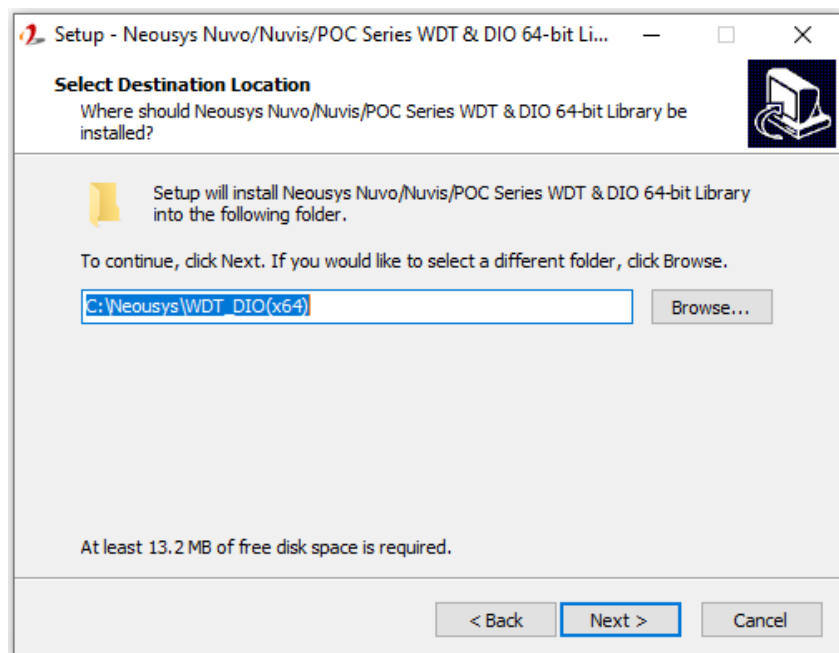 Setup - Neousys Nuvo/Nuvis/POC Series WDT & DIO 64-bit Li...
Select Destination Location
Where should Neousys Nuvo/Nuvis/POC Series WDT & DIO 64-bit Library be
installed?
Setup will install Neousys Nuvo/Nuvis/POC Series WDT & DIO 64-bit Library
into the following folder.
To continue, click Next. If you would like to select a different folder, click Browse.
C:\Neousys\WDT_DIO(x64)
Browse...
At least 13.2 MB of free disk space is required.
< Back
Next >
Cancel